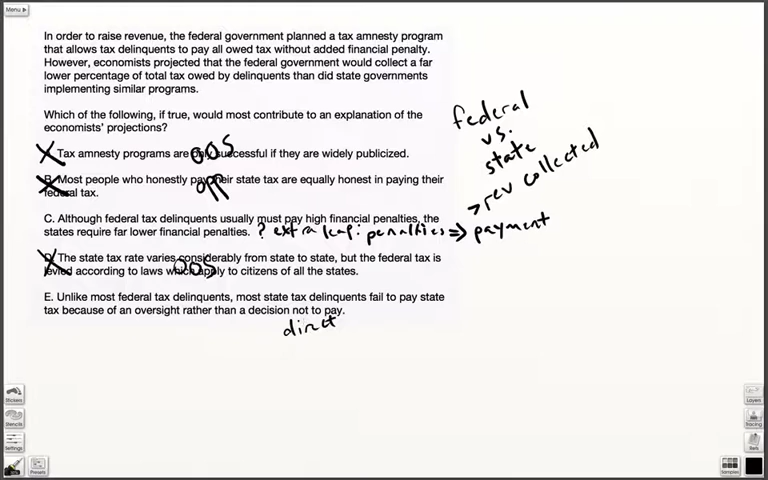 Menu
In order to raise revenue, the federal government planned a tax amnesty program
that allows tax delinquents to pay all owed tax without added financial penalty.
However, economists projected that the federal government would collect a far
lower percentage of total tax owed by delinquents than did state governments
implementing similar programs.
Which of the following, if true, would most contribute to an explanation of the
economists' projections?
A. Tax amnesty programs are only successful if they are widely publicized.
OOS
B. Most people who honestly pay their state tax are equally honest in paying their
federal tax.
opp
C. Although federal tax delinquents usually must pay high financial penalties, the
states require far lower financial penalties.
? extra leap: penalties => payment
D. The state tax rate varies considerably from state to state, but the federal tax is
levied according to laws which apply to citizens of all the states.
OOS
E. Unlike most federal tax delinquents, most state tax delinquents fail to pay state
tax because of an oversight rather than a decision not to pay.
direct
federal
vs.
state
> rev collected
Stickers
Stencils
Settings
Presets
Layers
Tracing
Refs
Samples